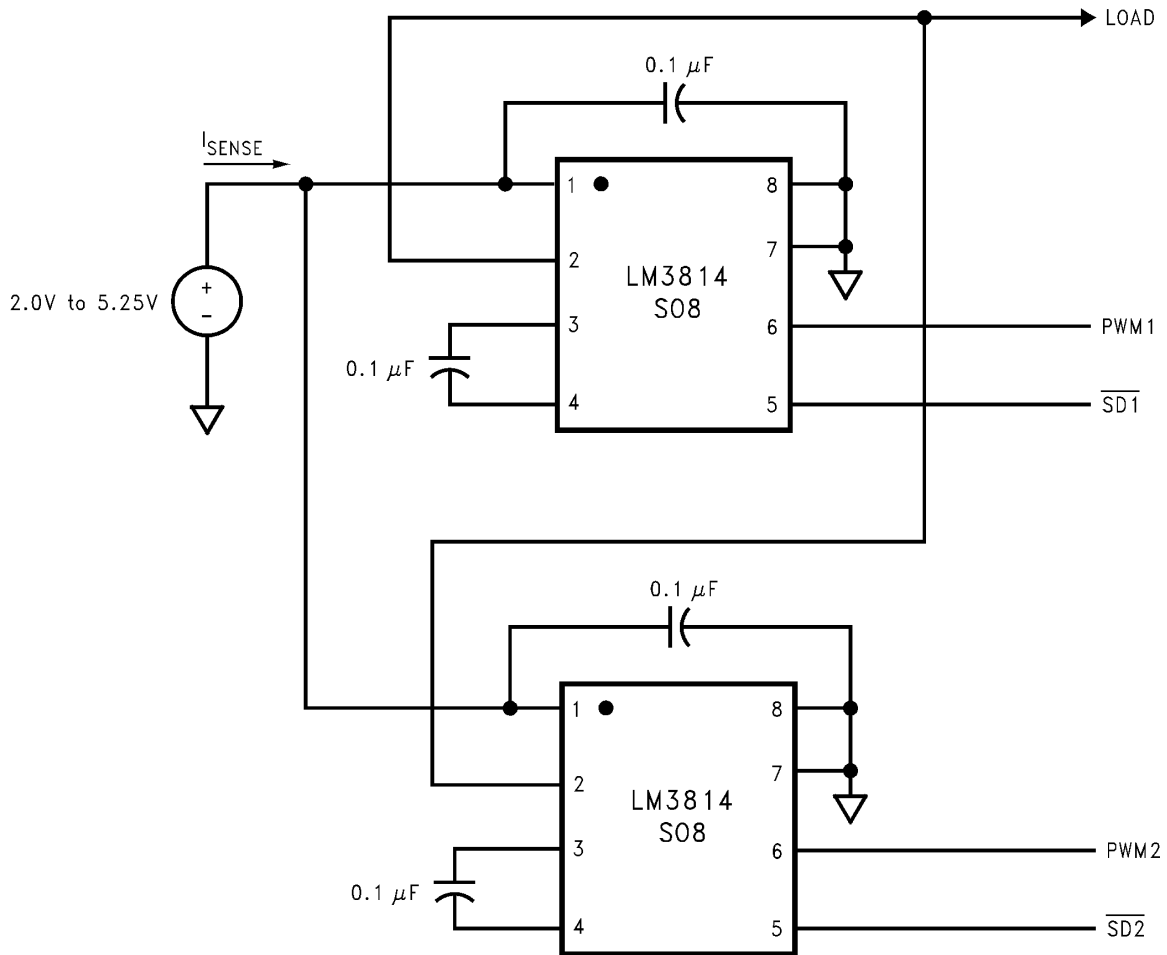 LOAD
0.1 μF
I_SENSE
1
8
7
2
LM3814
SO8
2.0V to 5.25V
+
-
3
6
PWM1
0.1 μF
4
5
SD1
0.1 μF
1
8
7
2
LM3814
SO8
3
6
PWM2
0.1 μF
4
5
SD2